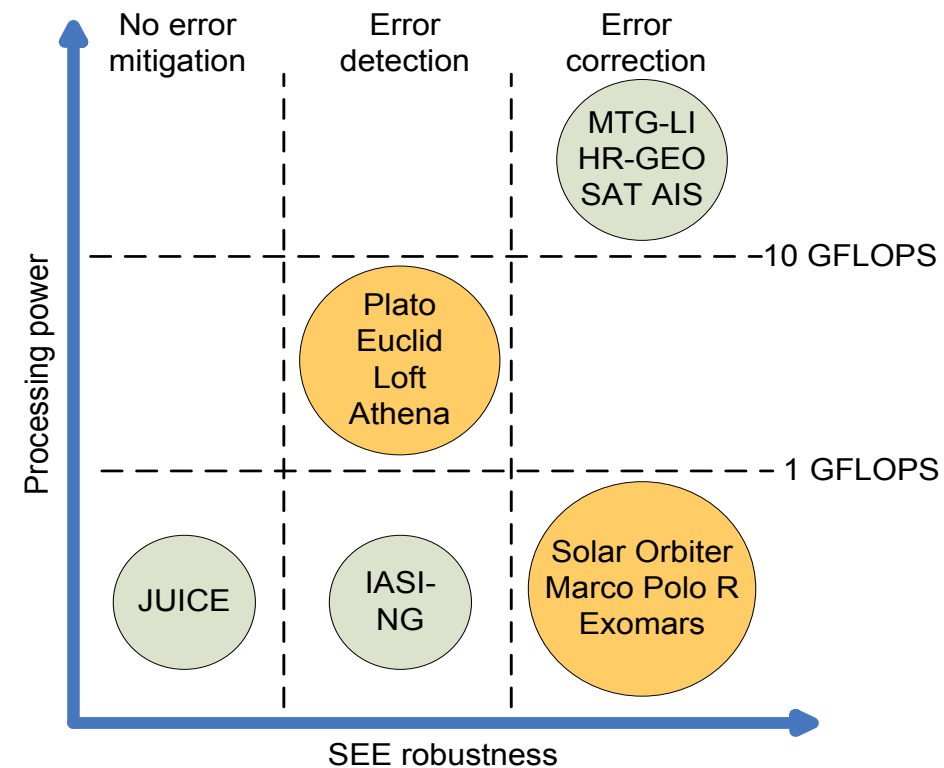 No error
mitigation
Error
detection
Error
correction
MTG-LI
HR-GEO
SAT AIS
10 GFLOPS
Plato
Euclid
Loft
Athena
Processing power
1 GFLOPS
JUICE
IASI-
NG
Solar Orbiter
Marco Polo R
Exomars
SEE robustness